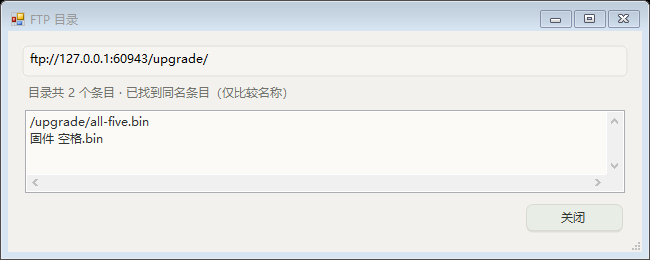 FTP 目录
ftp://127.0.0.1:60943/upgrade/
目录共 2 个条目 · 已找到同名条目（仅比较名称）
/upgrade/all-five.bin
固件 空格.bin
关闭